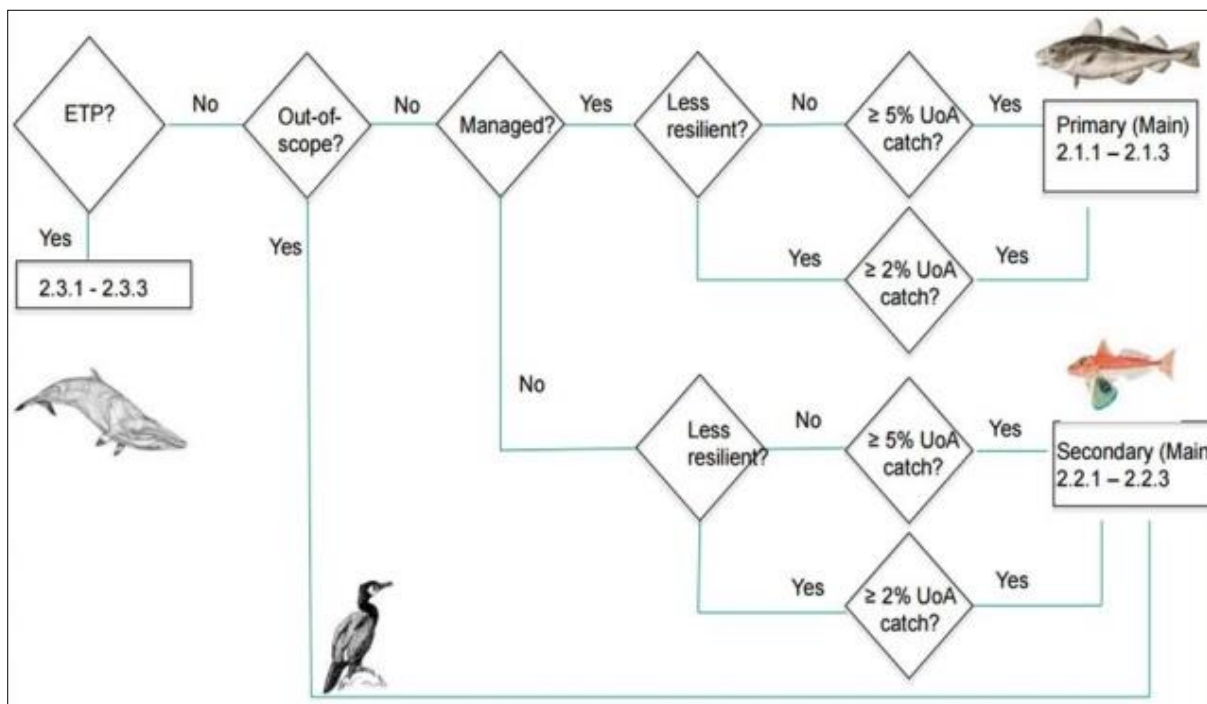 ETP?
No
Out-of-
scope?
No
Managed?
Yes
Less
resilient?
No
≥ 5% UoA
catch?
Yes
Primary (Main)
2.1.1 – 2.1.3
Yes
2.3.1 - 2.3.3
Yes
Yes
≥ 2% UoA
catch?
Yes
No
Less
resilient?
No
≥ 5% UoA
catch?
Yes
Secondary (Main
2.2.1 – 2.2.3
Yes
≥ 2% UoA
catch?
Yes